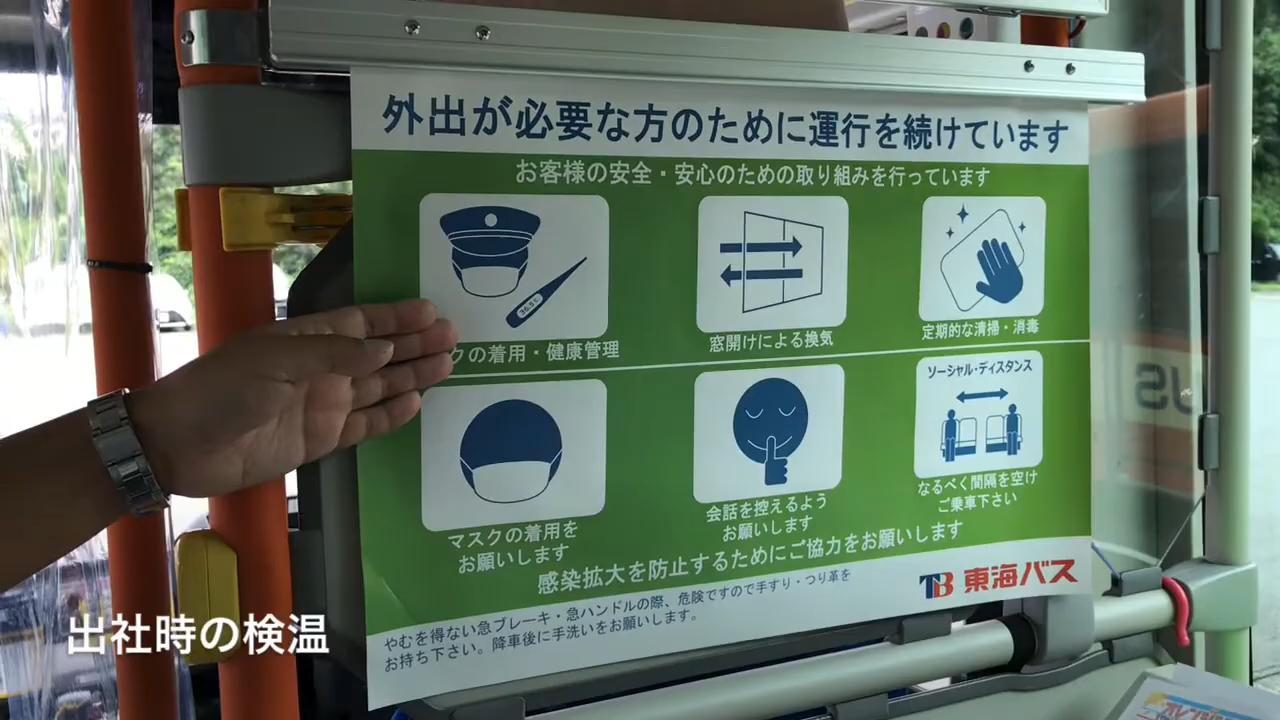 外出が必要な方のために運行を続けています
お客様の安全・安心のための取り組みを行っています
36.5℃
クの着用・健康管理
窓開けによる換気
定期的な清掃・消毒
ソーシャル・ディスタンス
マスクの着用を
お願いします
会話を控えるよう
お願いします
なるべく間隔を空け
ご乗車下さい
感染拡大を防止するためにご協力をお願いします
TB 東海バス
やむを得ない急ブレーキ・急ハンドルの際、危険ですので手すり・つり革を
お持ち下さい。降車後に手洗いをお願いします。
出社時の検温